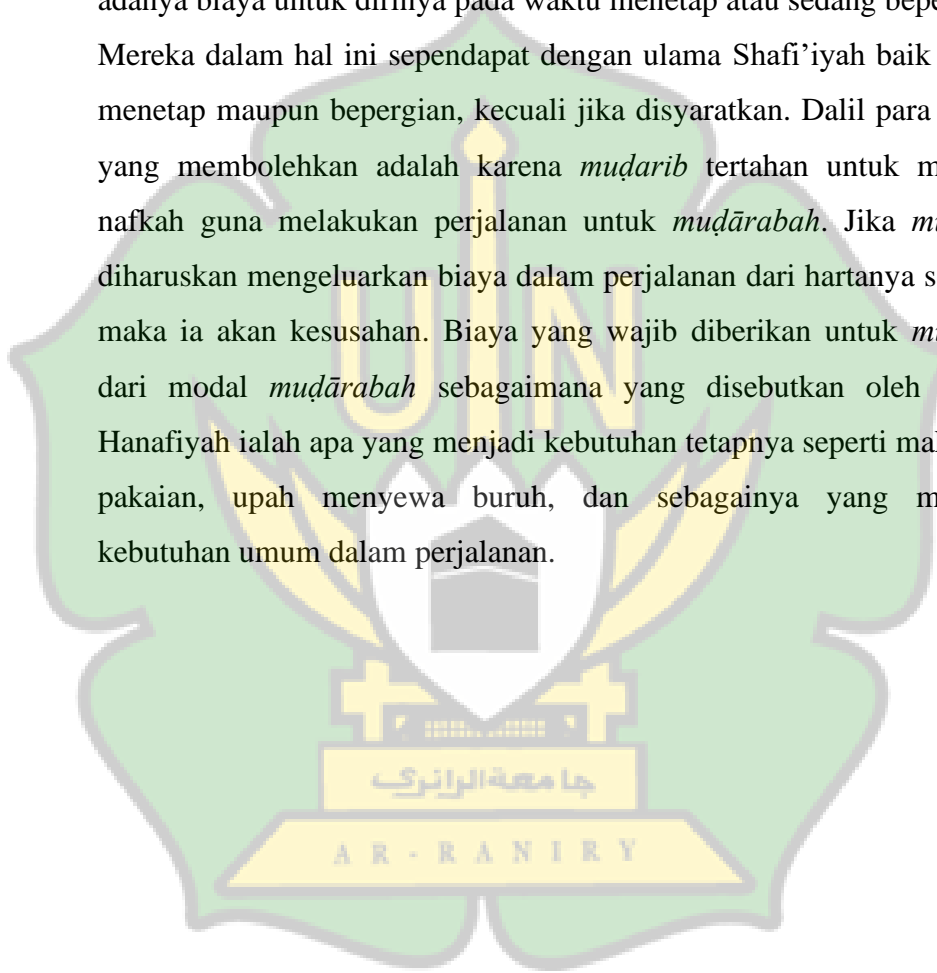 adanya biaya untuk dirinya pada waktu menetap atau sedang bepe
Mereka dalam hal ini sependapat dengan ulama Shafi’iyah baik
menetap maupun bepergian, kecuali jika disyaratkan. Dalil para
yang membolehkan adalah karena muḍarib tertahan untuk m
nafkah guna melakukan perjalanan untuk muḍārabah. Jika mu
diharuskan mengeluarkan biaya dalam perjalanan dari hartanya s
maka ia akan kesusahan. Biaya yang wajib diberikan untuk mu
dari modal muḍārabah sebagaimana yang disebutkan oleh
Hanafiyah ialah apa yang menjadi kebutuhan tetapnya seperti mak
pakaian, upah menyewa buruh, dan sebagainya yang m
kebutuhan umum dalam perjalanan.
UIN
جامعة الرانري
AR-RANIRY